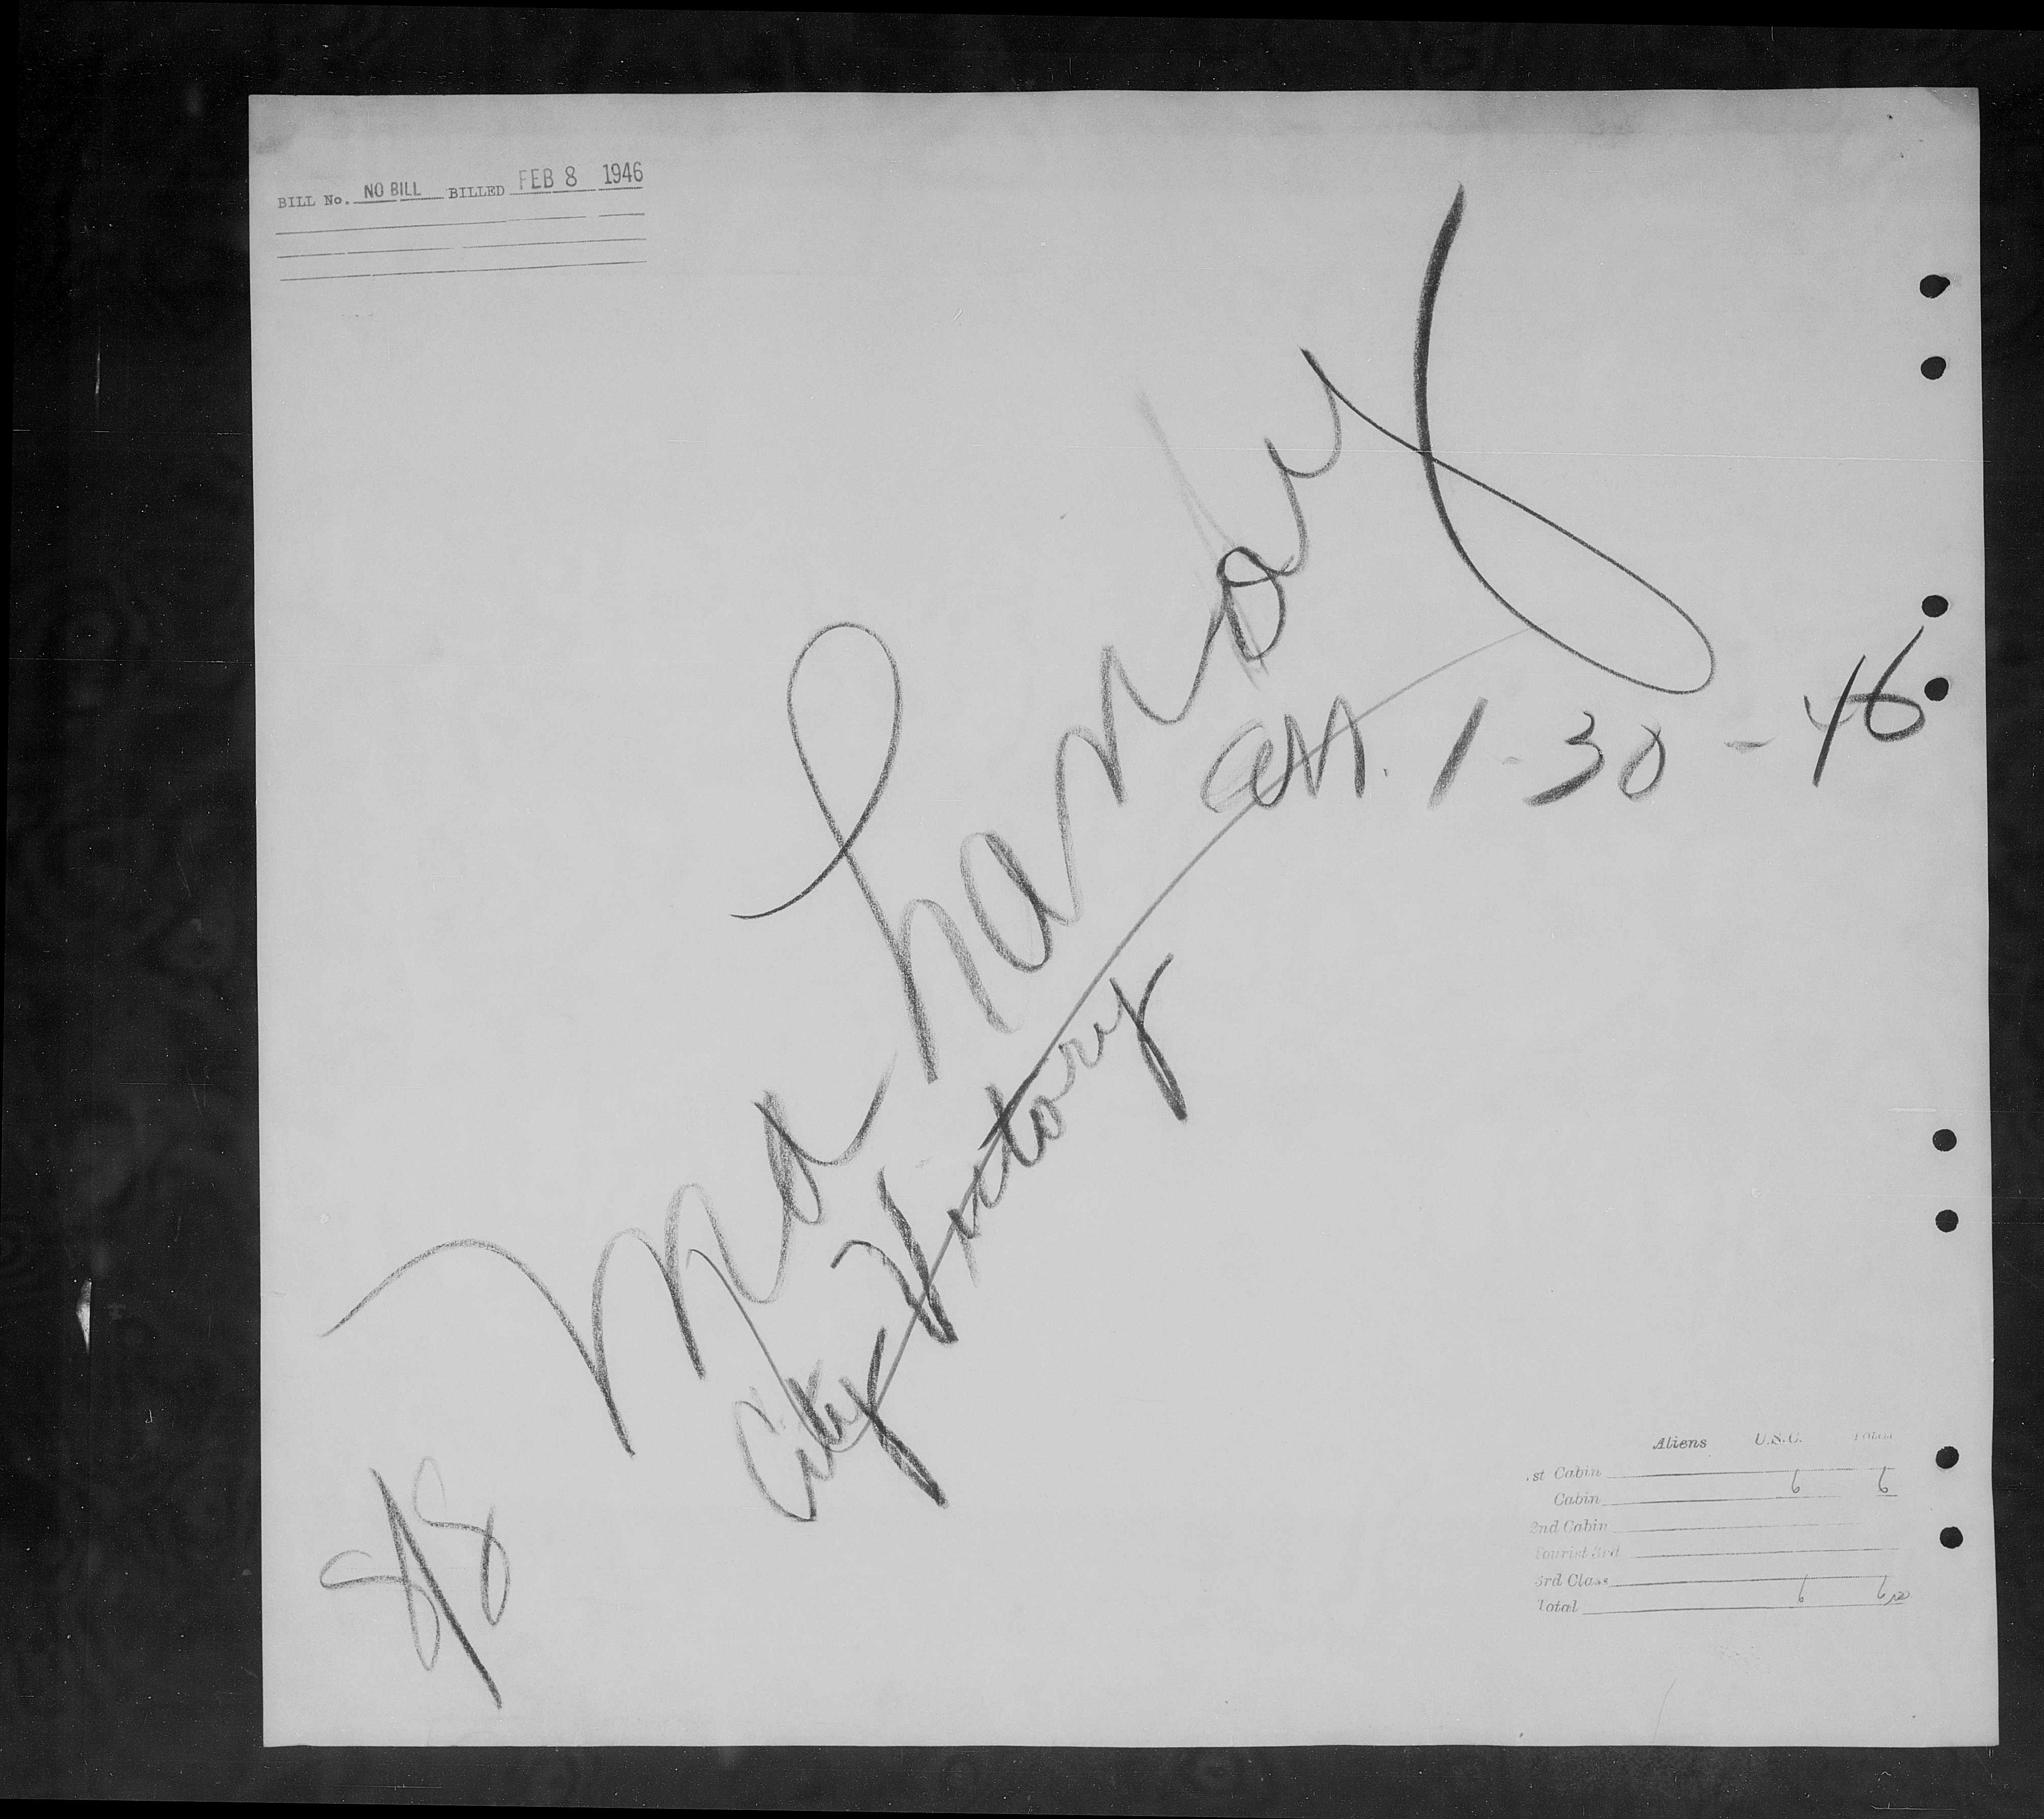 BILL No. NO BILL BILLED FEB 8 1946
S/S Mahanoy
City Victory
arr. 1-30-46
Aliens U.S.C. Total
1st Cabin 6 6
Cabin
2nd Cabin
Tourist 3rd
3rd Class
Total 6 6